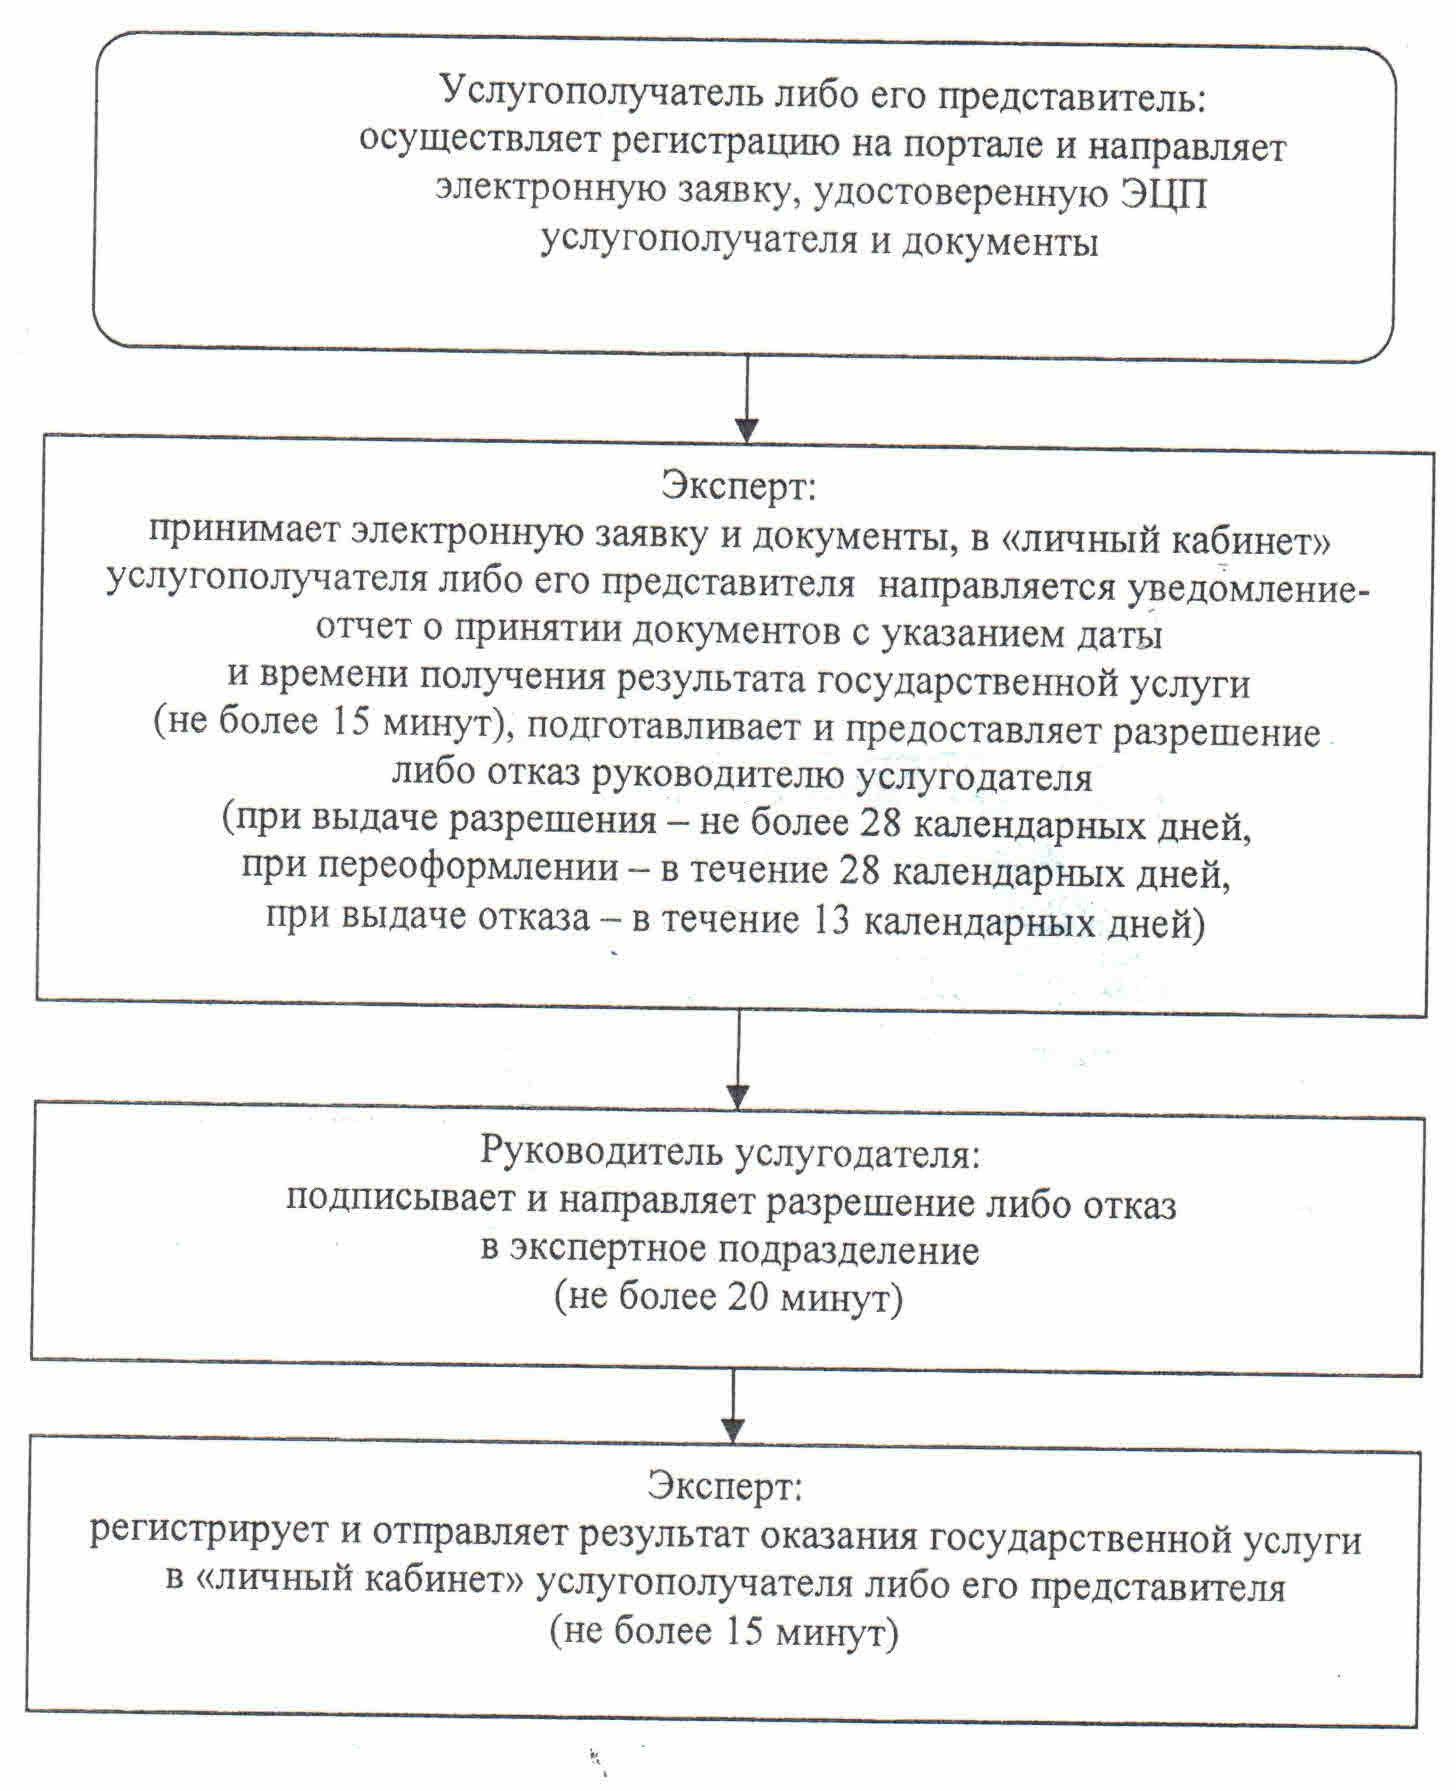 Услугополучатель либо его представитель:
осуществляет регистрацию на портале и направляет
электронную заявку, удостоверенную ЭЦП
услугополучателя и документы
Эксперт:
принимает электронную заявку и документы, в «личный кабинет»
услугополучателя либо его представителя направляется уведомление-
отчет о принятии документов с указанием даты
и времени получения результата государственной услуги
(не более 15 минут), подготавливает и предоставляет разрешение
либо отказ руководителю услугодателя
(при выдаче разрешения – не более 28 календарных дней,
при переоформлении – в течение 28 календарных дней,
при выдаче отказа – в течение 13 календарных дней)
Руководитель услугодателя:
подписывает и направляет разрешение либо отказ
в экспертное подразделение
(не более 20 минут)
Эксперт:
регистрирует и отправляет результат оказания государственной услуги
в «личный кабинет» услугополучателя либо его представителя
(не более 15 минут)